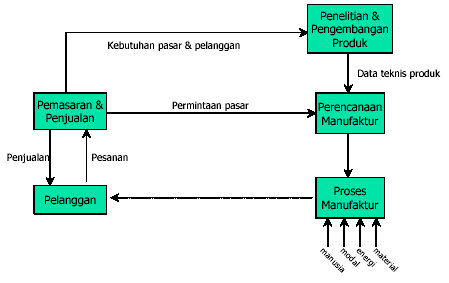 Penelitian &
Pengembangan
Produk
Kebutuhan pasar & pelanggan
Data teknis produk
Pemasaran &
Penjualan
Permintaan pasar
Perencanaan
Manufaktur
Penjualan
Pesanan
Pelanggan
Proses
Manufaktur
manusia
modal
energi
material